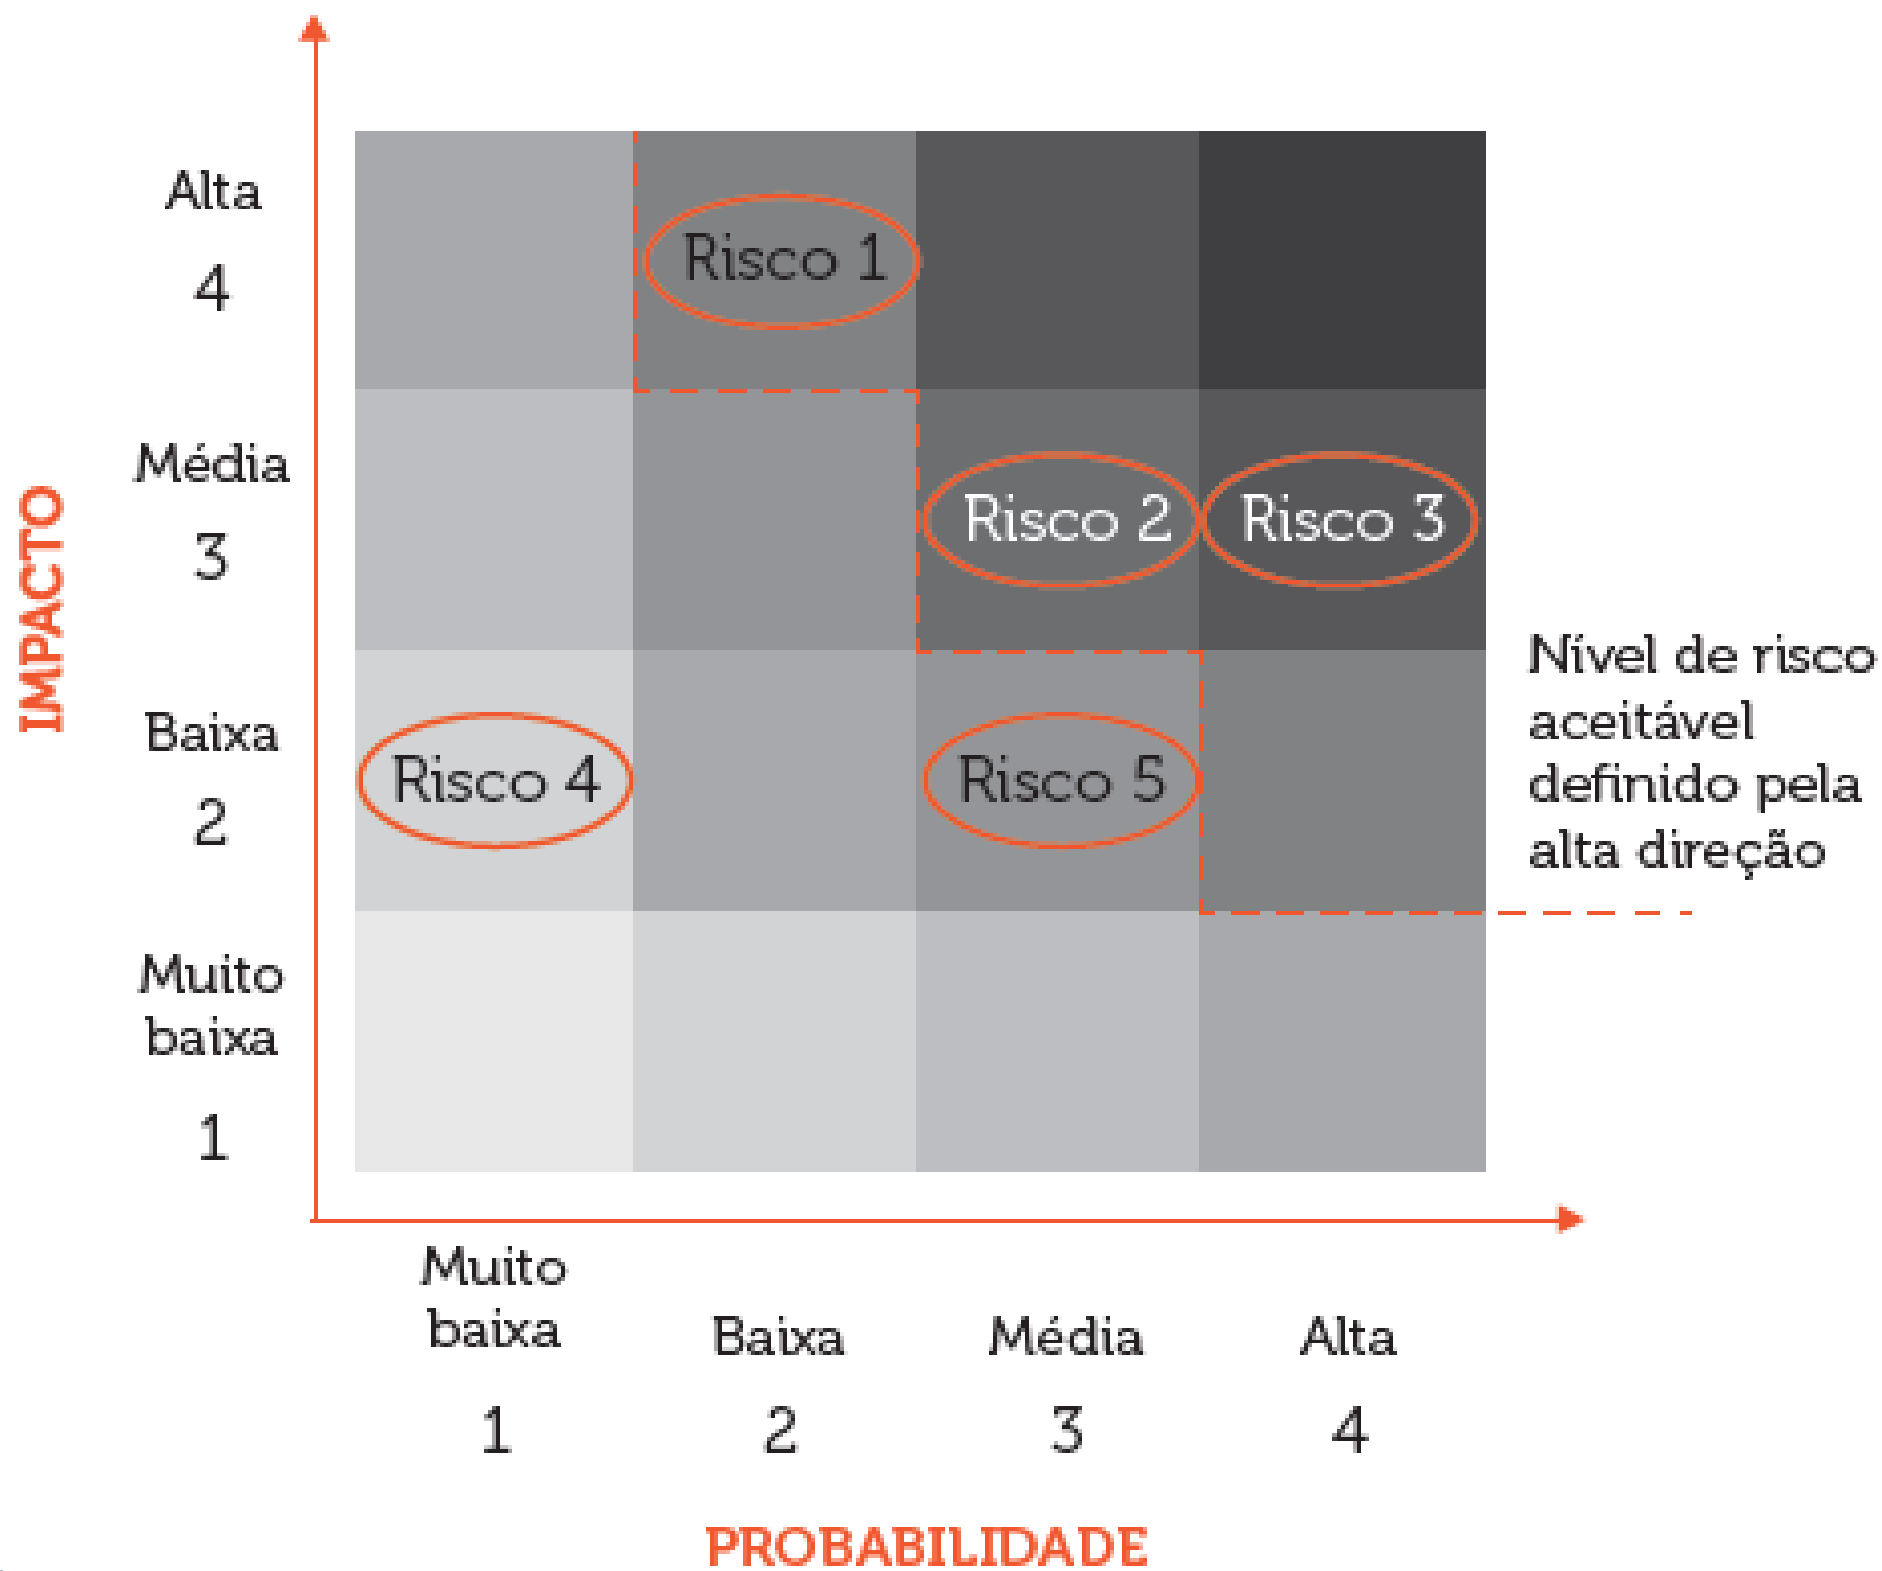 IMPACTO
Alta
4
Média
3
Baixa
2
Muito
baixa
1
Risco 1
Risco 2
Risco 3
Risco 4
Risco 5
Nível de risco
aceitável
definido pela
alta direção
Muito
baixa
1
Baixa
2
Média
3
Alta
4
PROBABILIDADE